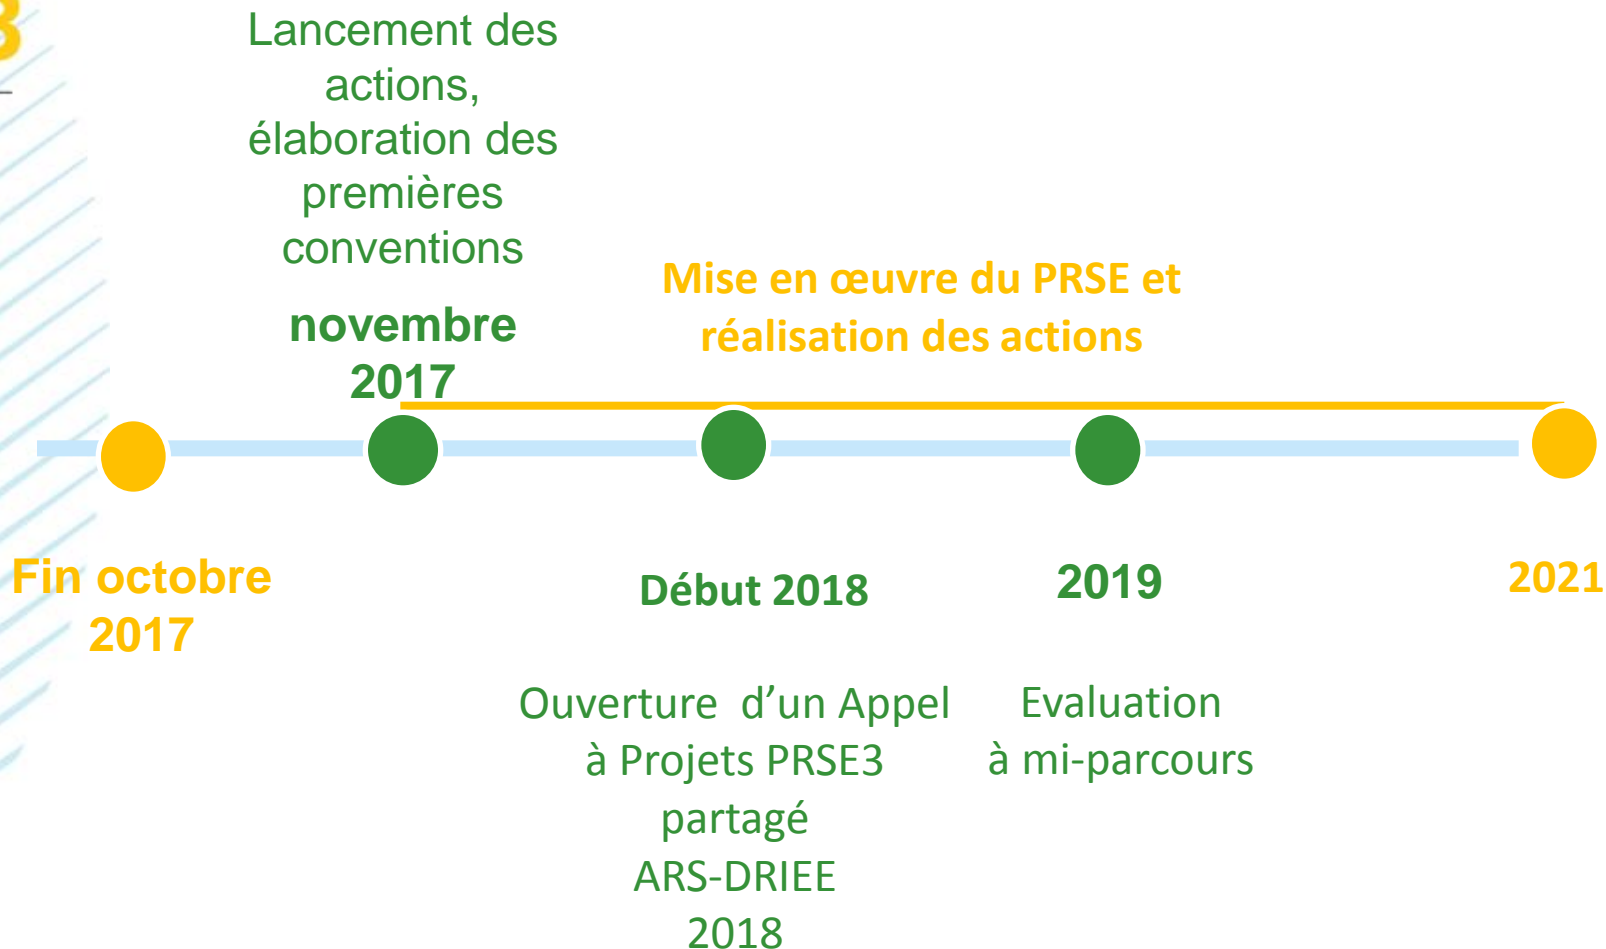 3
Lancement des
actions,
élaboration des
premières
conventions
novembre
2017
Mise en œuvre du PRSE et
réalisation des actions
Fin octobre
2017
Début 2018
2019
2021
Ouverture d’un Appel
à Projets PRSE3
partagé
ARS-DRIEE
2018
Evaluation
à mi-parcours